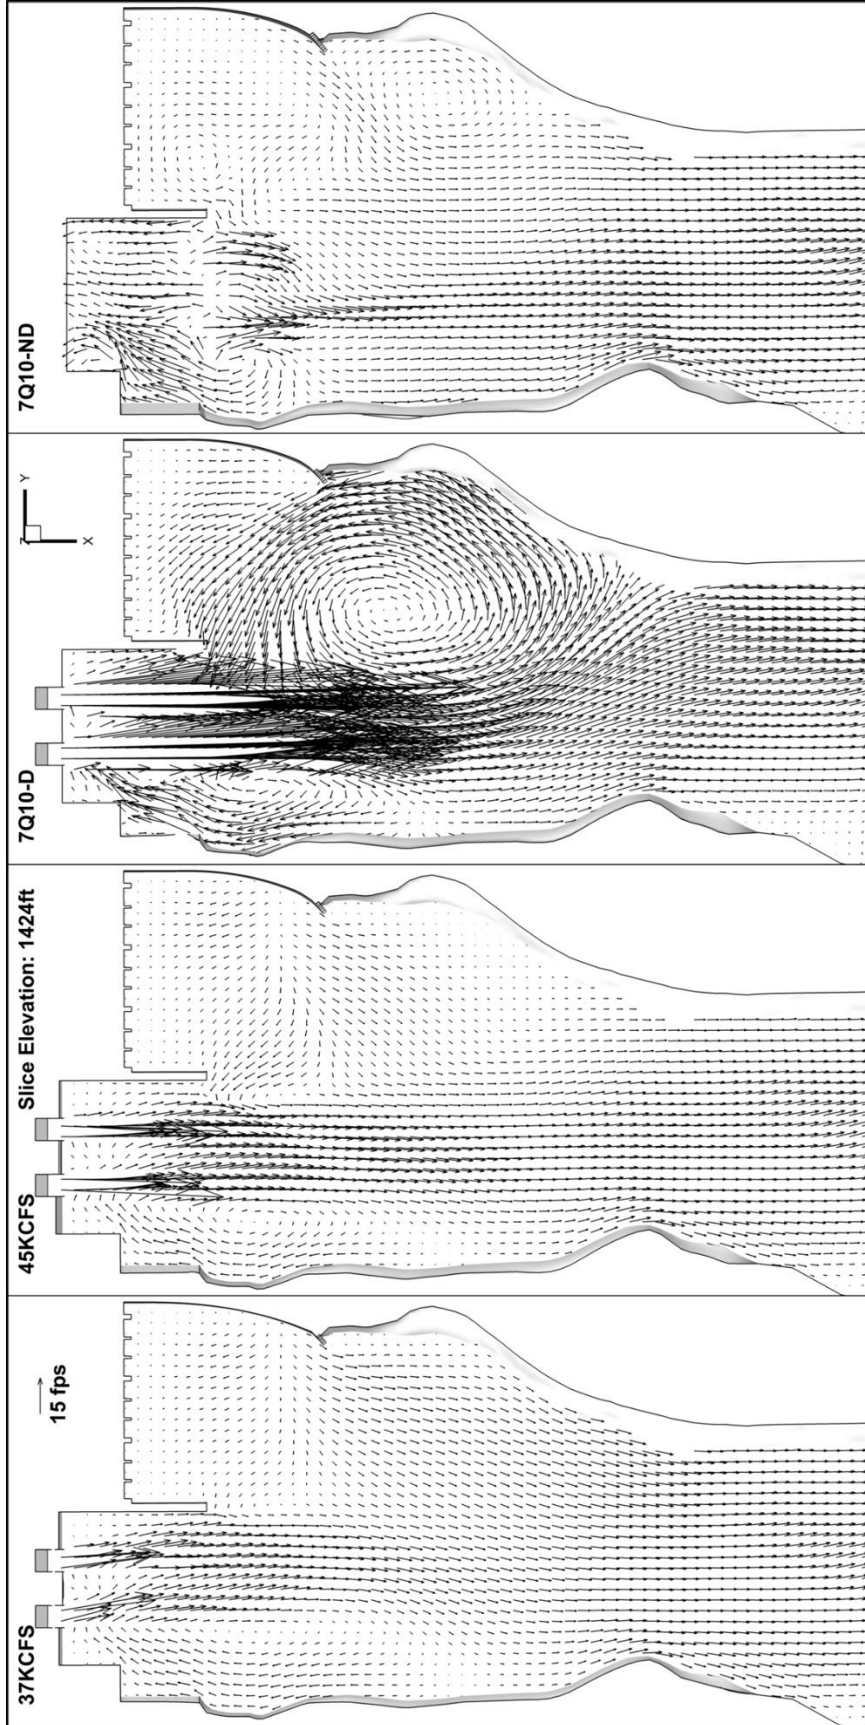 37KCFS
15 fps
45KCFS
Slice Elevation: 1424ft
7Q10-D
Z
Y
X
7Q10-ND